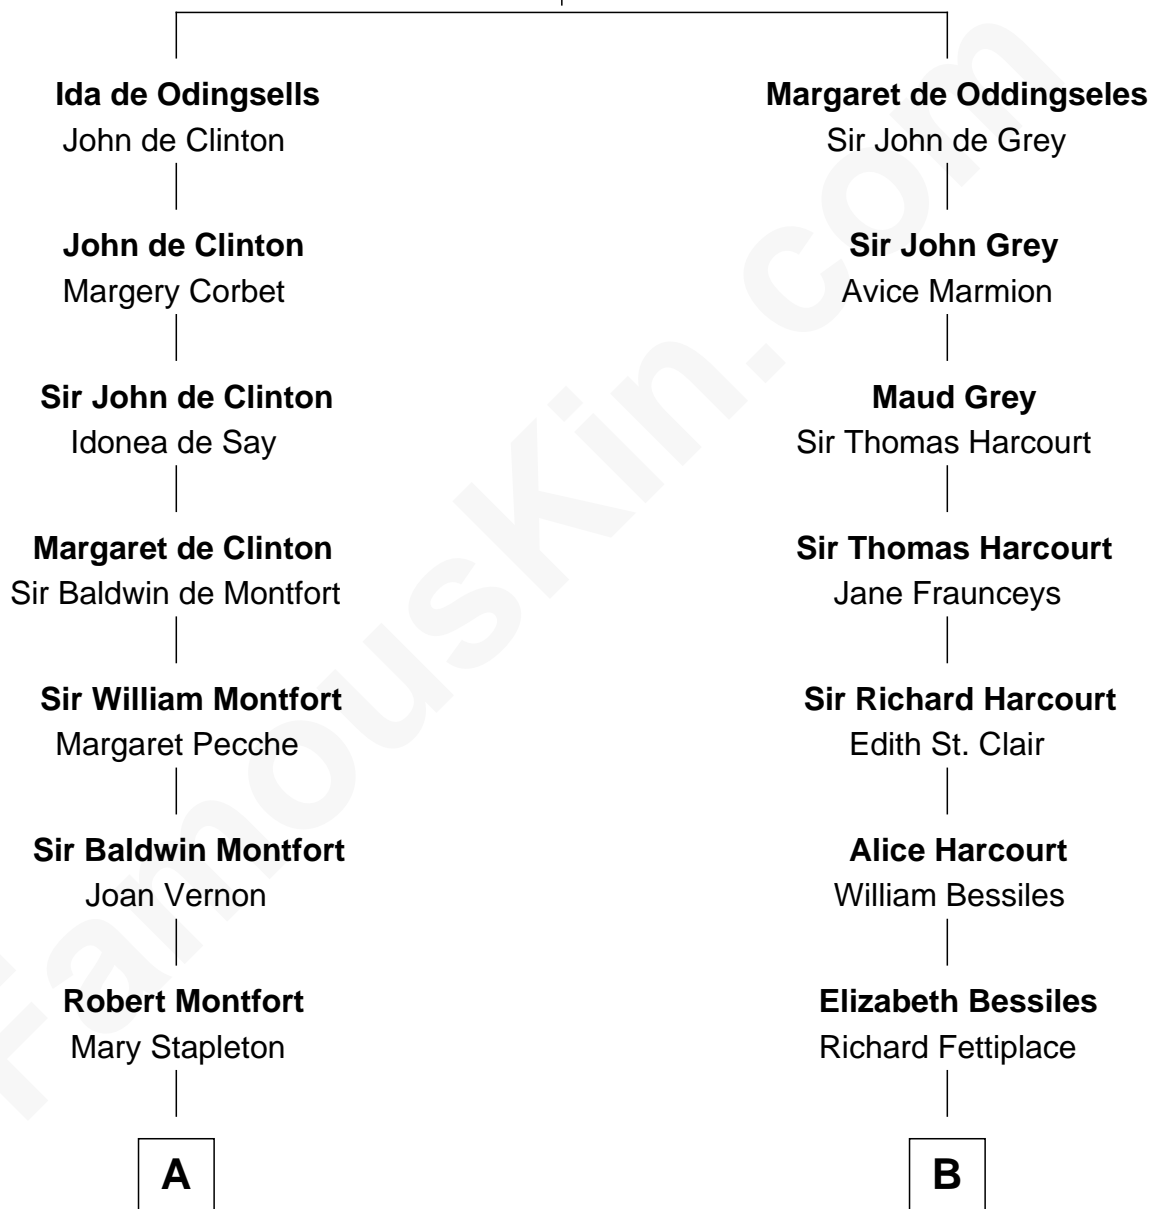 Ida de Odingsells
John de Clinton
John de Clinton
Margery Corbet
Sir John de Clinton
Idonea de Say
Margaret de Clinton
Sir Baldwin de Montfort
Sir William Montfort
Margaret Pecche
Sir Baldwin Montfort
Joan Vernon
Robert Montfort
Mary Stapleton
A
Margaret de Oddingseles
Sir John de Grey
Sir John Grey
Avice Marmion
Maud Grey
Sir Thomas Harcourt
Sir Thomas Harcourt
Jane Fraunceys
Sir Richard Harcourt
Edith St. Clair
Alice Harcourt
William Bessiles
Elizabeth Bessiles
Richard Fettiplace
B
FamousKin.com